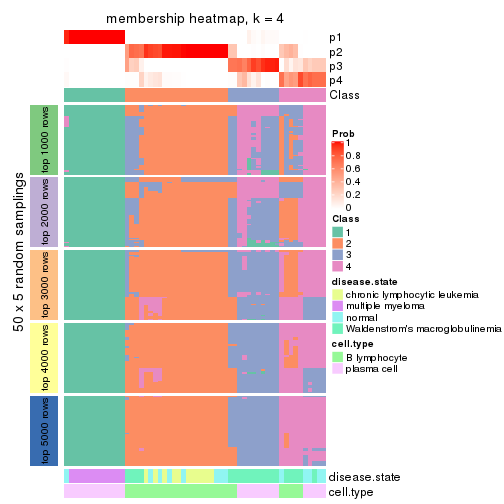 membership heatmap, k = 4
p1
p2
p3
p4
Class
50 x 5 random samplings
top 1000 rows
top 2000 rows
top 3000 rows
top 4000 rows
top 5000 rows
Prob
1
0.8
0.6
0.4
0.2
0
Class
1
2
3
4
disease.state
chronic lymphocytic leukemia
multiple myeloma
normal
Waldenstrom's macroglobulinemia
cell.type
B lymphocyte
plasma cell
disease.state
cell.type